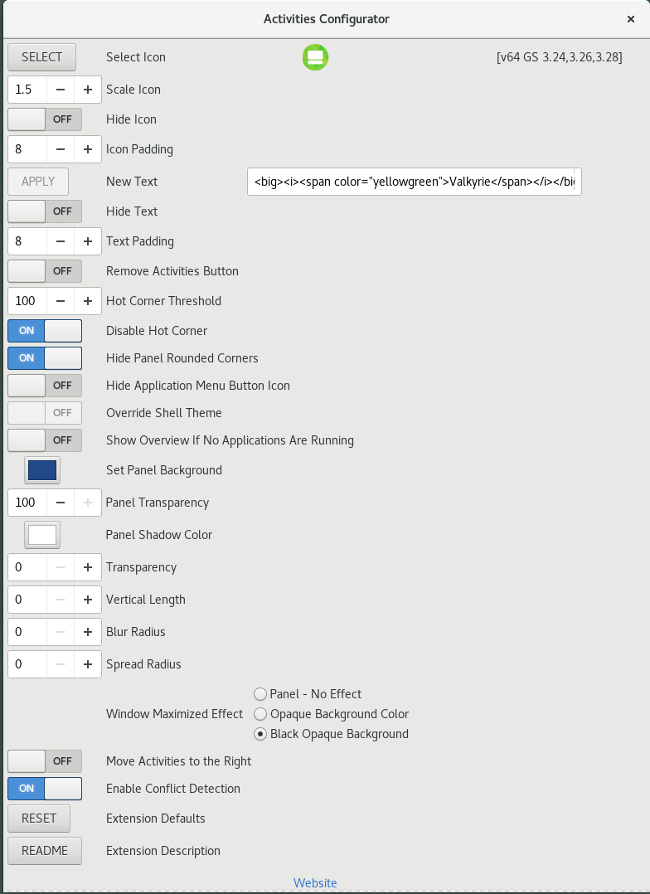 Activities Configurator ×
SELECT Select Icon [v64 GS 3.24,3.26,3.28]
1.5 − + Scale Icon
OFF Hide Icon
8 − + Icon Padding
APPLY New Text <big><i><span color="yellowgreen">Valkyrie</span></i></big
OFF Hide Text
8 − + Text Padding
OFF Remove Activities Button
100 − + Hot Corner Threshold
ON Disable Hot Corner
ON Hide Panel Rounded Corners
OFF Hide Application Menu Button Icon
OFF Override Shell Theme
OFF Show Overview If No Applications Are Running
Set Panel Background
100 − + Panel Transparency
Panel Shadow Color
0 − + Transparency
0 − + Vertical Length
0 − + Blur Radius
0 − + Spread Radius
Window Maximized Effect
Panel - No Effect
Opaque Background Color
Black Opaque Background
OFF Move Activities to the Right
ON Enable Conflict Detection
RESET Extension Defaults
README Extension Description
Website